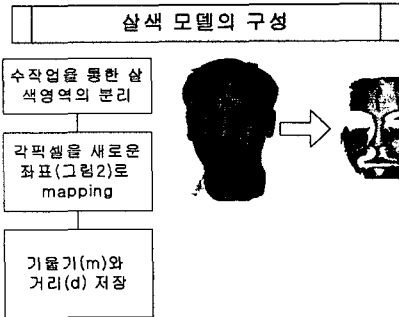 살색 모델의 구성
수작업을 통한 살
색영역의 분리
각픽셀을 새로운
좌표(그림2)로
mapping
기울기(m)와
거리(d) 저장